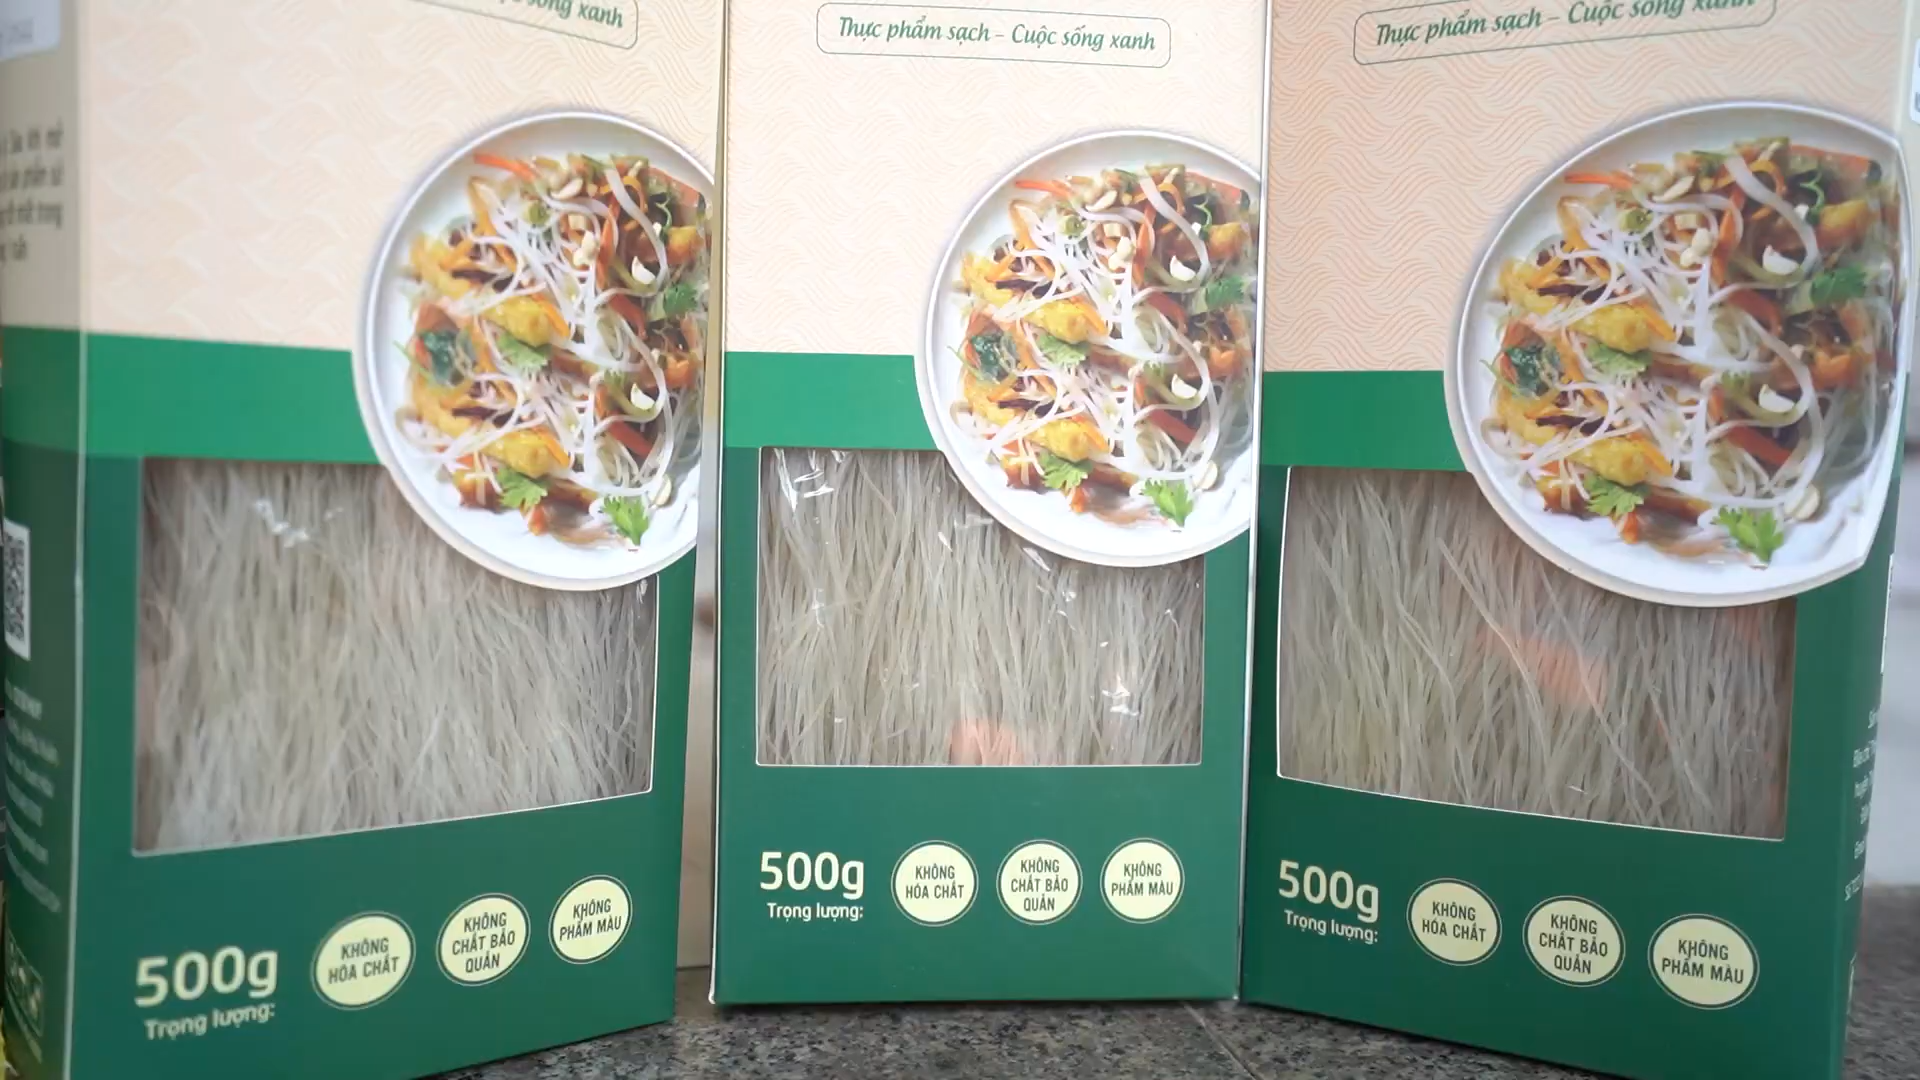 sống xanh
Thực phẩm sạch – Cuộc sống xanh
Thực phẩm sạch – Cuộc sống xanh
500g
Trọng lượng:
KHÔNG
HÓA CHẤT
KHÔNG
CHẤT BẢO
QUẢN
KHÔNG
PHẨM MÀU
500g
Trọng lượng:
KHÔNG
HÓA CHẤT
KHÔNG
CHẤT BẢO
QUẢN
KHÔNG
PHẨM MÀU
500g
Trọng lượng:
KHÔNG
HÓA CHẤT
KHÔNG
CHẤT BẢO
QUẢN
KHÔNG
PHẨM MÀU